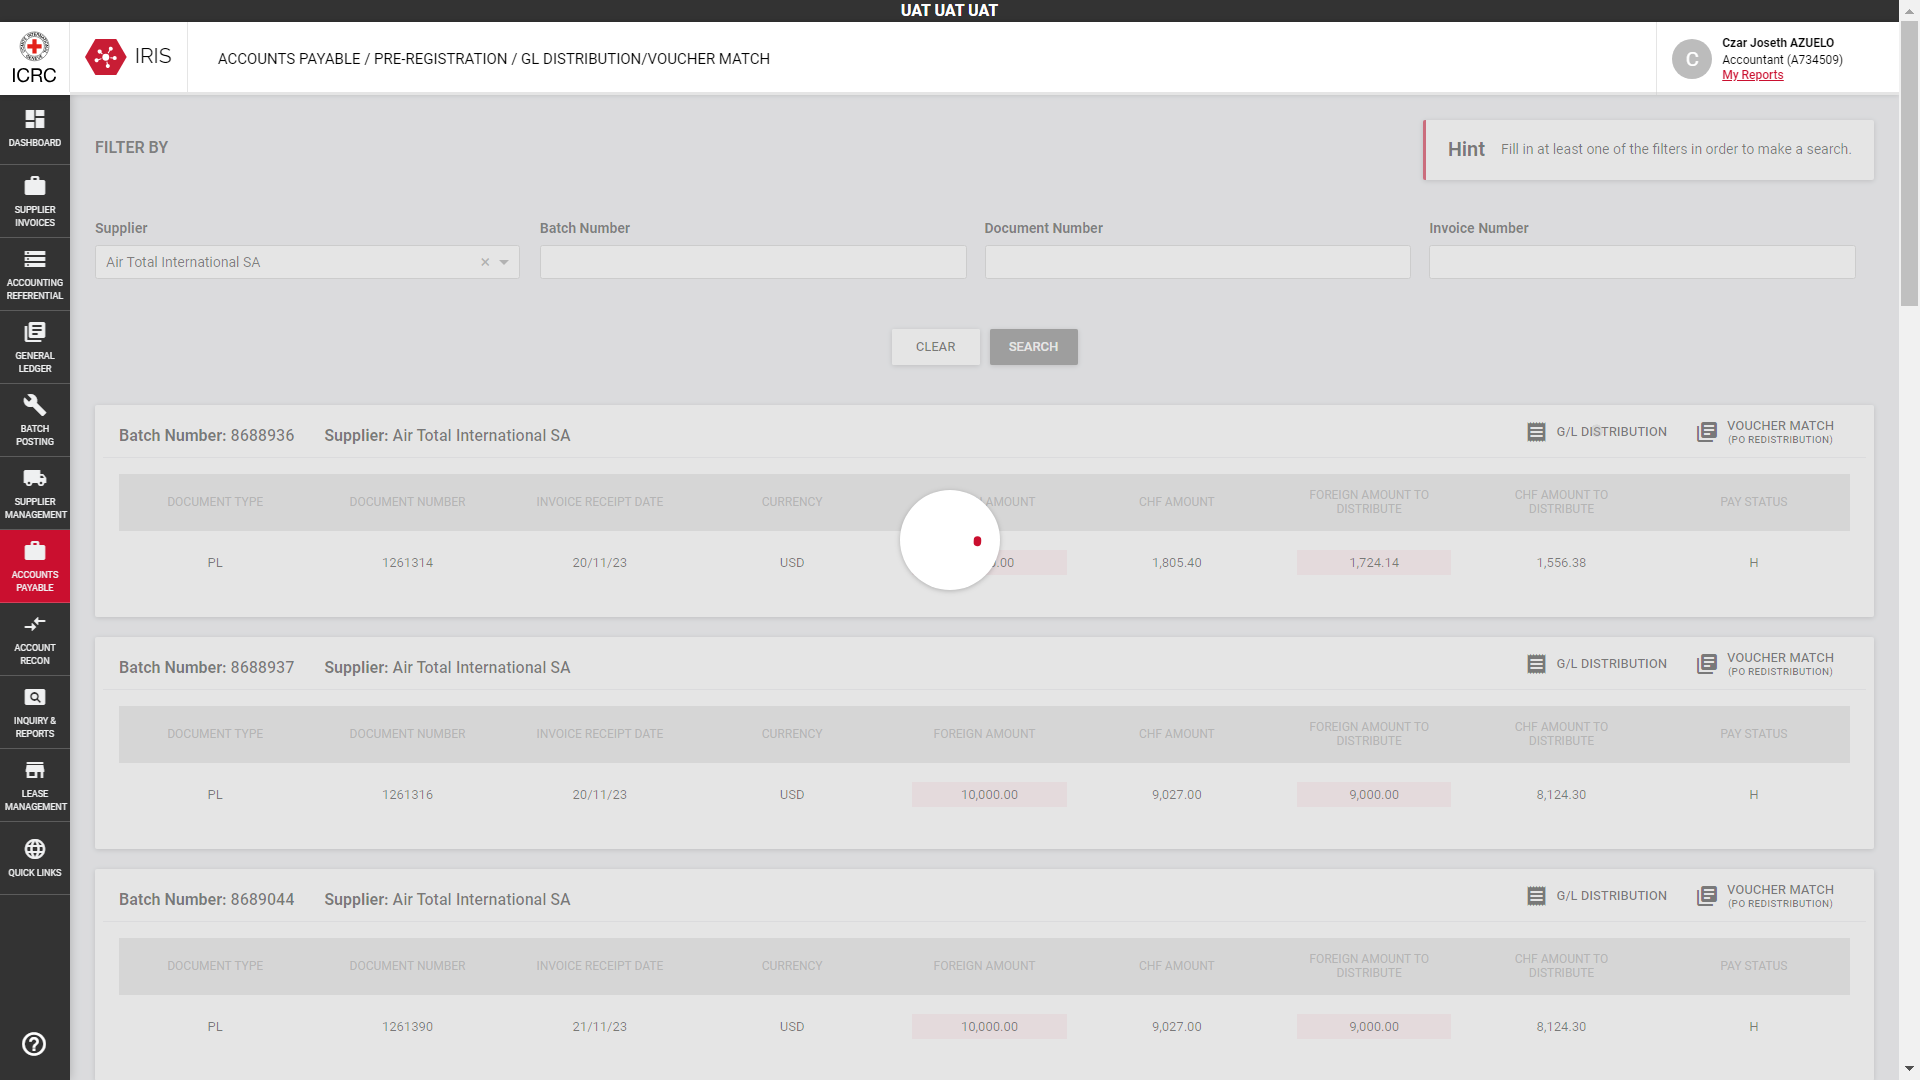 UAT UAT UAT
ICRC
IRIS
ACCOUNTS PAYABLE / PRE-REGISTRATION / GL DISTRIBUTION/VOUCHER MATCH
C
Czar Joseth AZUELO
Accountant (A734509)
My Reports
DASHBOARD
SUPPLIER
INVOICES
ACCOUNTING
REFERENTIAL
GENERAL
LEDGER
BATCH
POSTING
SUPPLIER
MANAGEMENT
ACCOUNTS
PAYABLE
ACCOUNT
RECON
INQUIRY &
REPORTS
LEASE
MANAGEMENT
QUICK LINKS
FILTER BY
Hint Fill in at least one of the filters in order to make a search.
Supplier Batch Number Document Number Invoice Number
Air Total International SA
CLEAR SEARCH
Batch Number: 8688936 Supplier: Air Total International SA G/L DISTRIBUTION VOUCHER MATCH
(PO REDISTRIBUTION)
DOCUMENT TYPE DOCUMENT NUMBER INVOICE RECEIPT DATE CURRENCY AMOUNT CHF AMOUNT FOREIGN AMOUNT TO DISTRIBUTE CHF AMOUNT TO DISTRIBUTE PAY STATUS
PL 1261314 20/11/23 USD .00 1,805.40 1,724.14 1,556.38 H
Batch Number: 8688937 Supplier: Air Total International SA G/L DISTRIBUTION VOUCHER MATCH
(PO REDISTRIBUTION)
DOCUMENT TYPE DOCUMENT NUMBER INVOICE RECEIPT DATE CURRENCY FOREIGN AMOUNT CHF AMOUNT FOREIGN AMOUNT TO DISTRIBUTE CHF AMOUNT TO DISTRIBUTE PAY STATUS
PL 1261316 20/11/23 USD 10,000.00 9,027.00 9,000.00 8,124.30 H
Batch Number: 8689044 Supplier: Air Total International SA G/L DISTRIBUTION VOUCHER MATCH
(PO REDISTRIBUTION)
DOCUMENT TYPE DOCUMENT NUMBER INVOICE RECEIPT DATE CURRENCY FOREIGN AMOUNT CHF AMOUNT FOREIGN AMOUNT TO DISTRIBUTE CHF AMOUNT TO DISTRIBUTE PAY STATUS
PL 1261390 21/11/23 USD 10,000.00 9,027.00 9,000.00 8,124.30 H